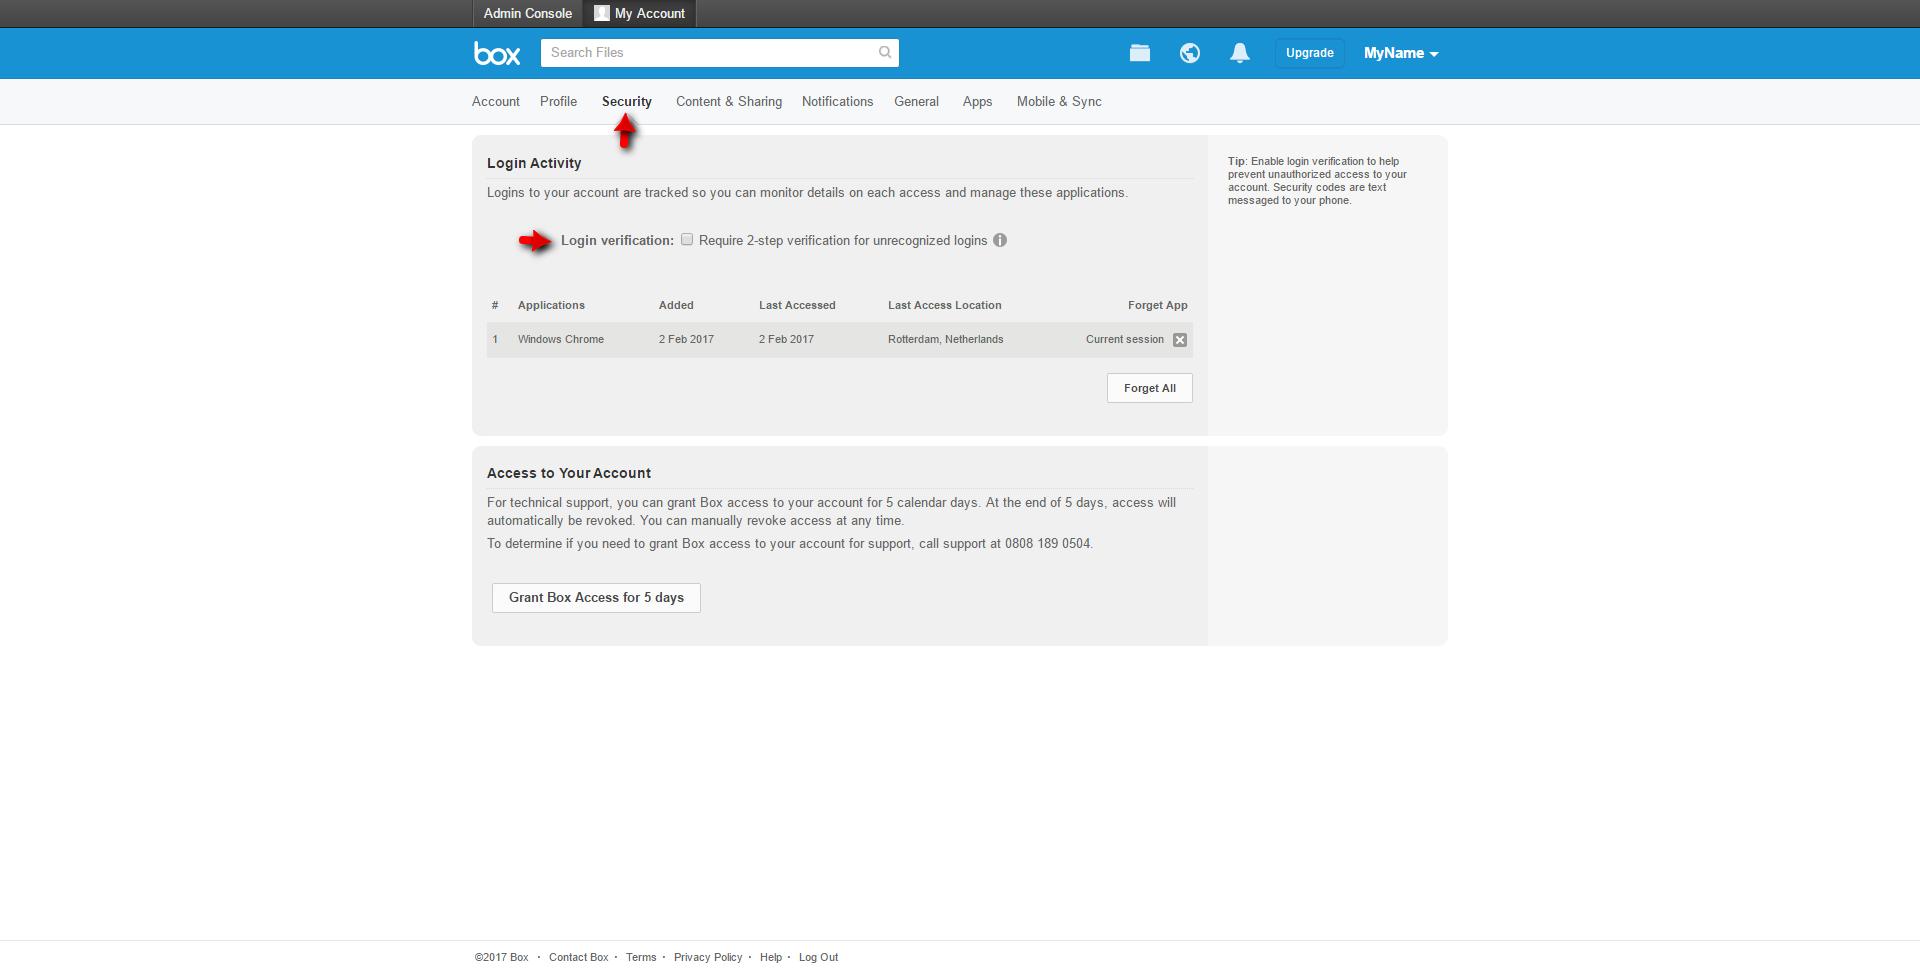 Admin Console My Account
box Search Files Upgrade MyName
Account Profile Security Content & Sharing Notifications General Apps Mobile & Sync
Login Activity
Logins to your account are tracked so you can monitor details on each access and manage these applications.
Login verification: Require 2-step verification for unrecognized logins
# Applications Added Last Accessed Last Access Location Forget App
1 Windows Chrome 2 Feb 2017 2 Feb 2017 Rotterdam, Netherlands Current session
Forget All
Tip: Enable login verification to help
prevent unauthorized access to your
account. Security codes are text
messaged to your phone.
Access to Your Account
For technical support, you can grant Box access to your account for 5 calendar days. At the end of 5 days, access will
automatically be revoked. You can manually revoke access at any time.
To determine if you need to grant Box access to your account for support, call support at 0808 189 0504.
Grant Box Access for 5 days
©2017 Box · Contact Box · Terms · Privacy Policy · Help · Log Out